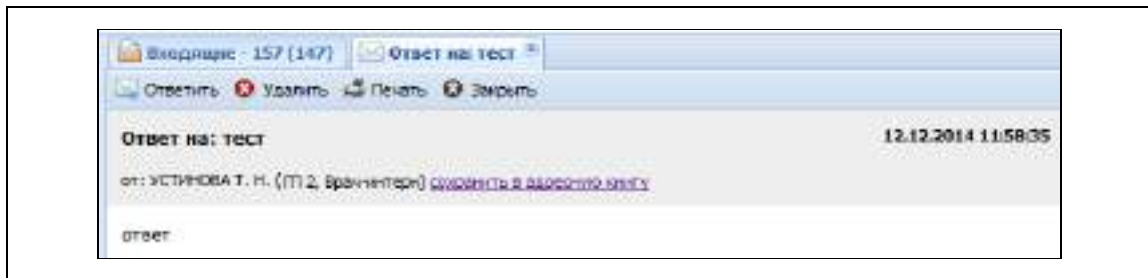 Входящие - 157 (147) Ответ на: тест
Ответить Удалить Печать Закрыть
Ответ на: тест 12.12.2014 11:58:35
от: УСТИНОВА Т. Н. (ГП 2, Врач-интерн) сохранить в адресную книгу
ответ